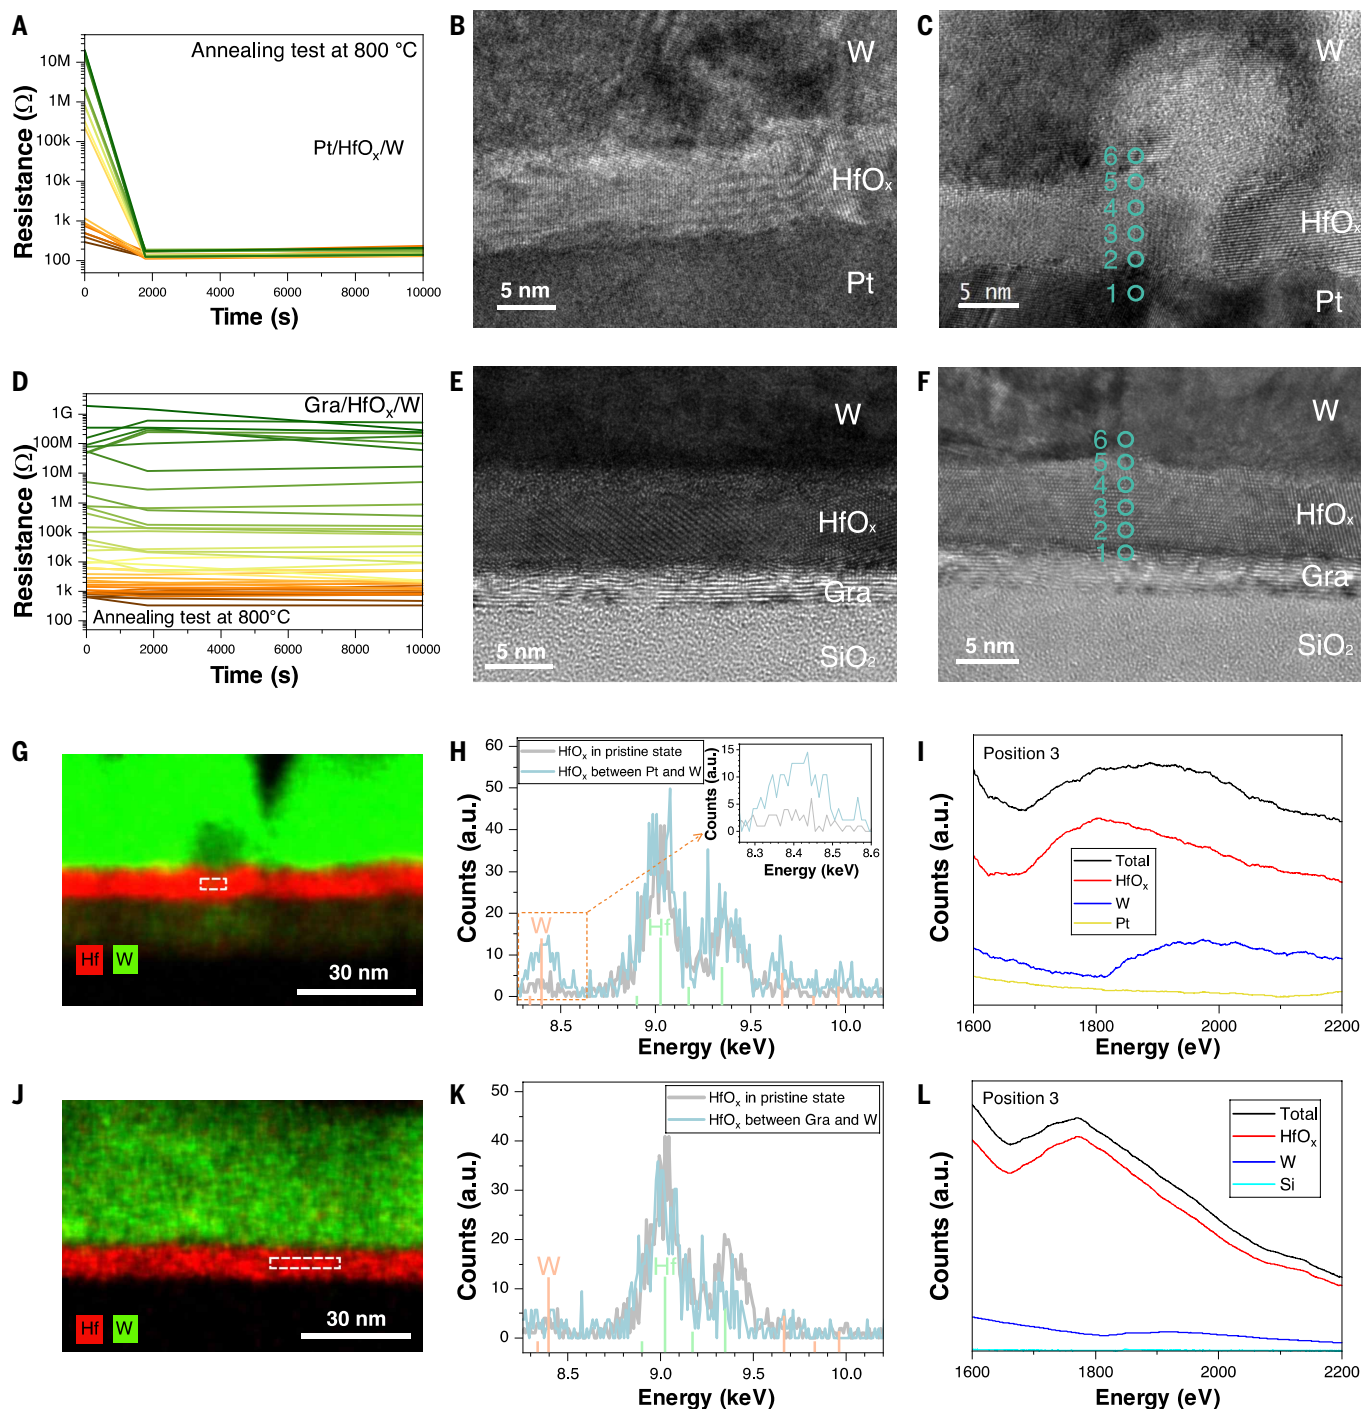 A
Annealing test at 800 °C
Pt/HfOₓ/W
10M
1M
100k
10k
1k
100
Resistance (Ω)
0 2000 4000 6000 8000 10000
Time (s)
B
W
HfOₓ
Pt
5 nm
C
W
6
5
4
3
2
1
HfOₓ
Pt
5 nm
D
Gra/HfOₓ/W
1G
100M
10M
1M
100k
10k
1k
100
Resistance (Ω)
Annealing test at 800°C
0 2000 4000 6000 8000 10000
Time (s)
E
W
HfOₓ
Gra
5 nm
SiO₂
F
W
6
5
4
3
2
1
HfOₓ
Gra
5 nm
SiO₂
G
Hf W
30 nm
H
60
50
40
30
20
10
0
Counts (a.u.)
HfOₓ in pristine state
HfOₓ between Pt and W
W
Hf
15
10
5
0
Counts (a.u.)
8.3 8.4 8.5 8.6
Energy (keV)
8.5 9.0 9.5 10.0
Energy (keV)
I
Position 3
Total
HfOₓ
W
Pt
Counts (a.u.)
1600 1800 2000 2200
Energy (eV)
J
Hf W
30 nm
K
50
40
30
20
10
0
Counts (a.u.)
HfOₓ in pristine state
HfOₓ between Gra and W
W
Hf
8.5 9.0 9.5 10.0
Energy (keV)
L
Position 3
Total
HfOₓ
W
Si
Counts (a.u.)
1600 1800 2000 2200
Energy (eV)